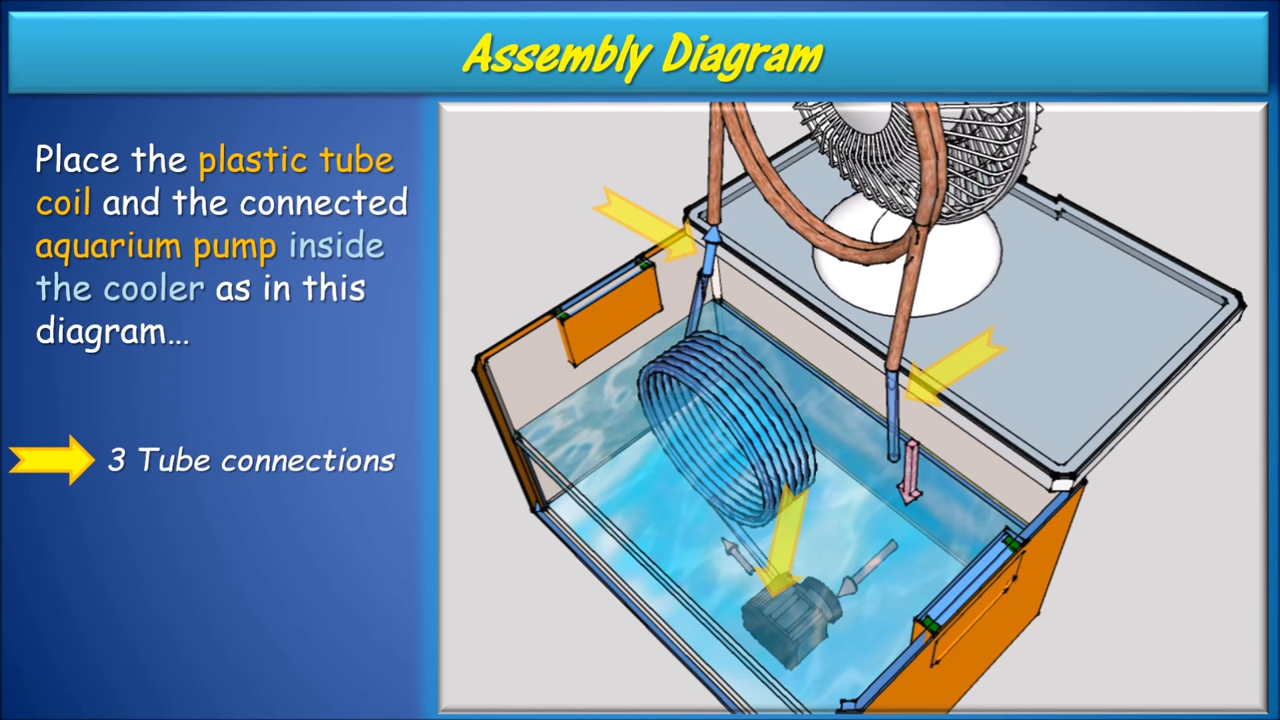 Assembly Diagram
Place the plastic tube
coil and the connected
aquarium pump inside
the cooler as in this
diagram…
3 Tube connections